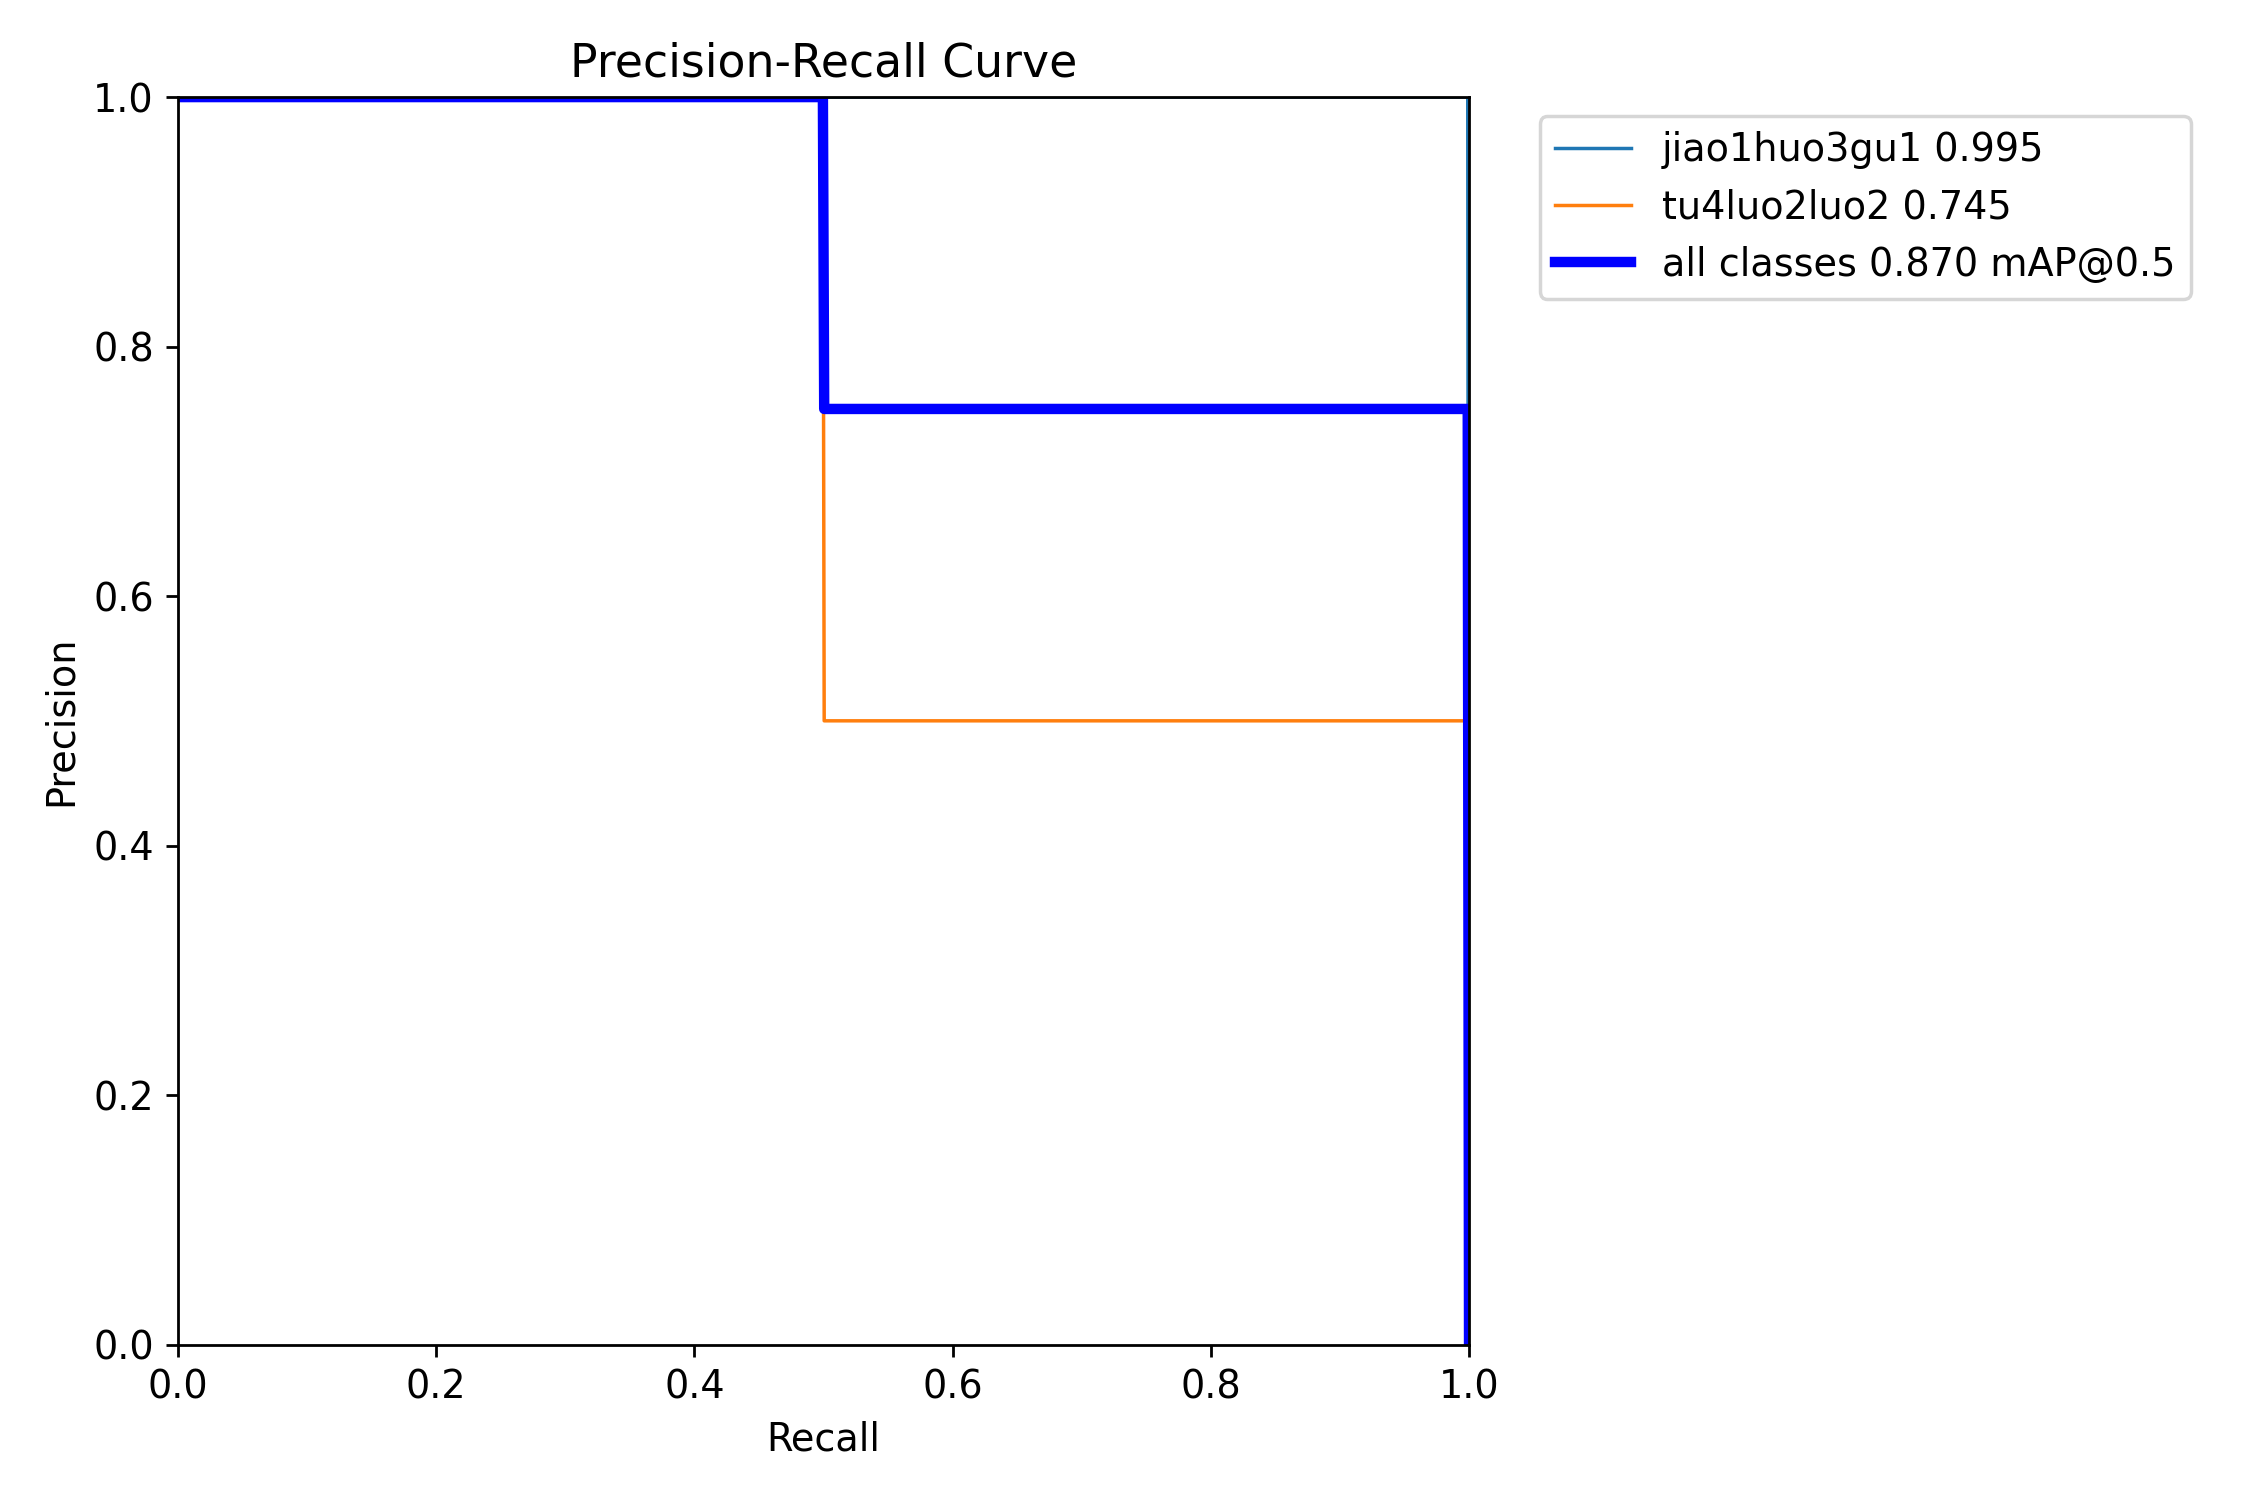 Precision-Recall Curve
1.0
0.8
0.6
0.4
0.2
0.0
Precision
0.0 0.2 0.4 0.6 0.8 1.0
Recall
jiao1huo3gu1 0.995
tu4luo2luo2 0.745
all classes 0.870 mAP@0.5